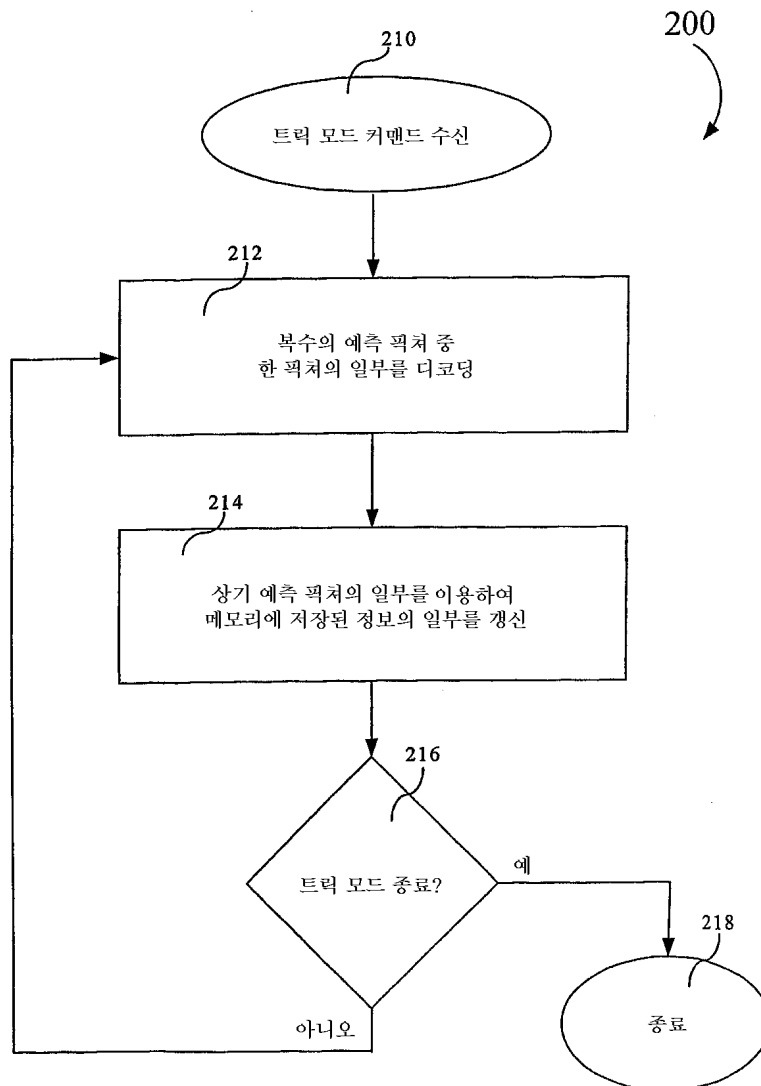 200
210
트릭 모드 커맨드 수신
212
복수의 예측 픽쳐 중
한 픽쳐의 일부를 디코딩
214
상기 예측 픽쳐의 일부를 이용하여
메모리에 저장된 정보의 일부를 갱신
216
트릭 모드 종료?
예
218
종료
아니오